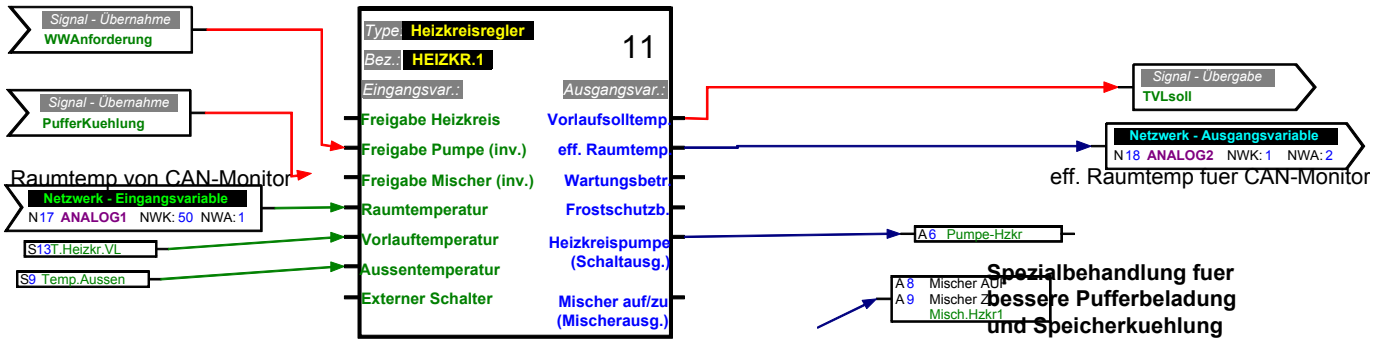 Signal - Übernahme
WWAnforderung
Signal - Übernahme
PufferKuehlung
Raumtemp von CAN-Monitor
Netzwerk - Eingangsvariable
N17 ANALOG1 NWK: 50 NWA: 1
S13T.Heizkr.VL
S9 Temp.Aussen
Type. Heizkreisregler
11
Bez.: HEIZKR.1
Eingangsvar.: Ausgangsvar.:
Freigabe Heizkreis Vorlaufsolltemp.
Freigabe Pumpe (inv.) eff. Raumtemp
Freigabe Mischer (inv.) Wartungsbetr.
Raumtemperatur Frostschutzb.
Vorlauftemperatur Heizkreispumpe
(Schaltausg.)
Aussentemperatur
Externer Schalter Mischer auf/zu
(Mischerausg.)
Signal - Übergabe
TVLsoll
Netzwerk - Ausgangsvariable
N18 ANALOG2 NWK: 1 NWA: 2
eff. Raumtemp fuer CAN-Monitor
A6 Pumpe-Hzkr
A8 Mischer AUF
A9 Mischer
Misch.Hzkr1
Spezialbehandlung fuer
bessere Pufferbeladung
und Speicherkuehlung